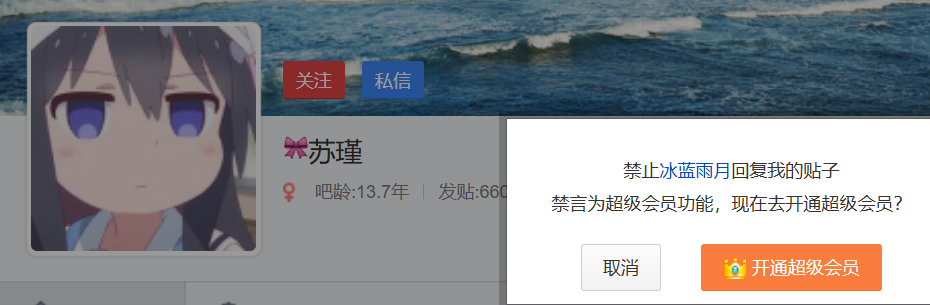 关注 私信
苏瑾
吧龄:13.7年 发贴:660
禁止冰蓝雨月回复我的贴子
禁言为超级会员功能，现在去开通超级会员？
取消 开通超级会员